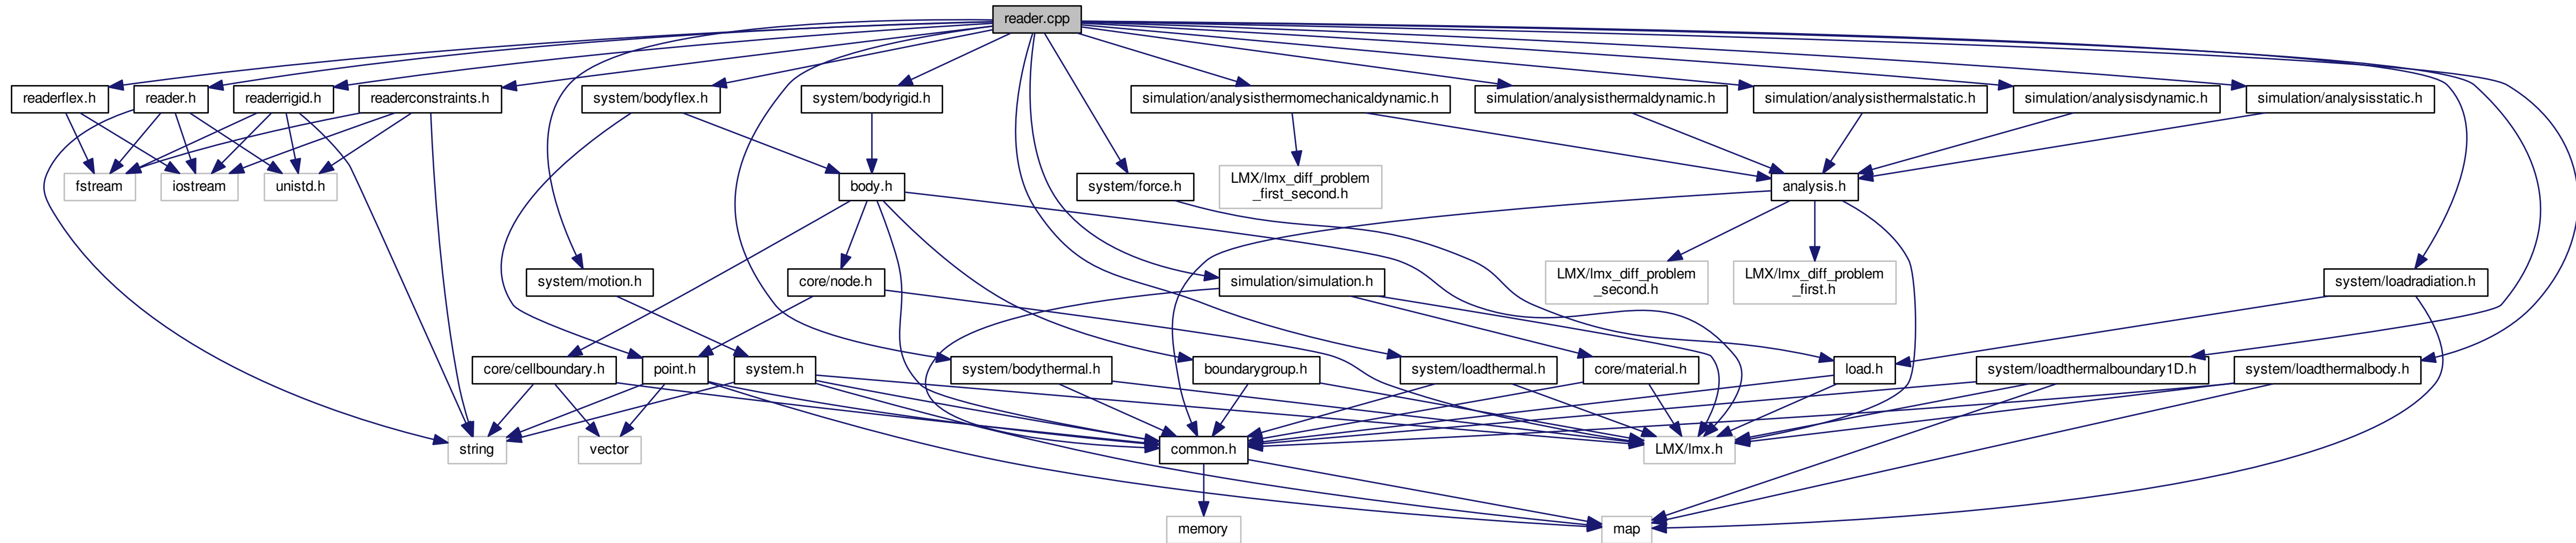 reader.cpp
readerflex.h
reader.h
readerrigid.h
readerconstraints.h
system/bodyflex.h
system/bodyrigid.h
simulation/analysisthermomechanicaldynamic.h
simulation/analysisthermaldynamic.h
simulation/analysisthermalstatic.h
simulation/analysisdynamic.h
simulation/analysisstatic.h
fstream
iostream
unistd.h
body.h
system/force.h
LMX/lmx_diff_problem
_first_second.h
analysis.h
system/motion.h
core/node.h
simulation/simulation.h
LMX/lmx_diff_problem
_second.h
LMX/lmx_diff_problem
_first.h
system/loadradiation.h
core/cellboundary.h
point.h
system.h
system/bodythermal.h
boundarygroup.h
system/loadthermal.h
core/material.h
load.h
system/loadthermalboundary1D.h
system/loadthermalbody.h
string
vector
common.h
LMX/lmx.h
memory
map